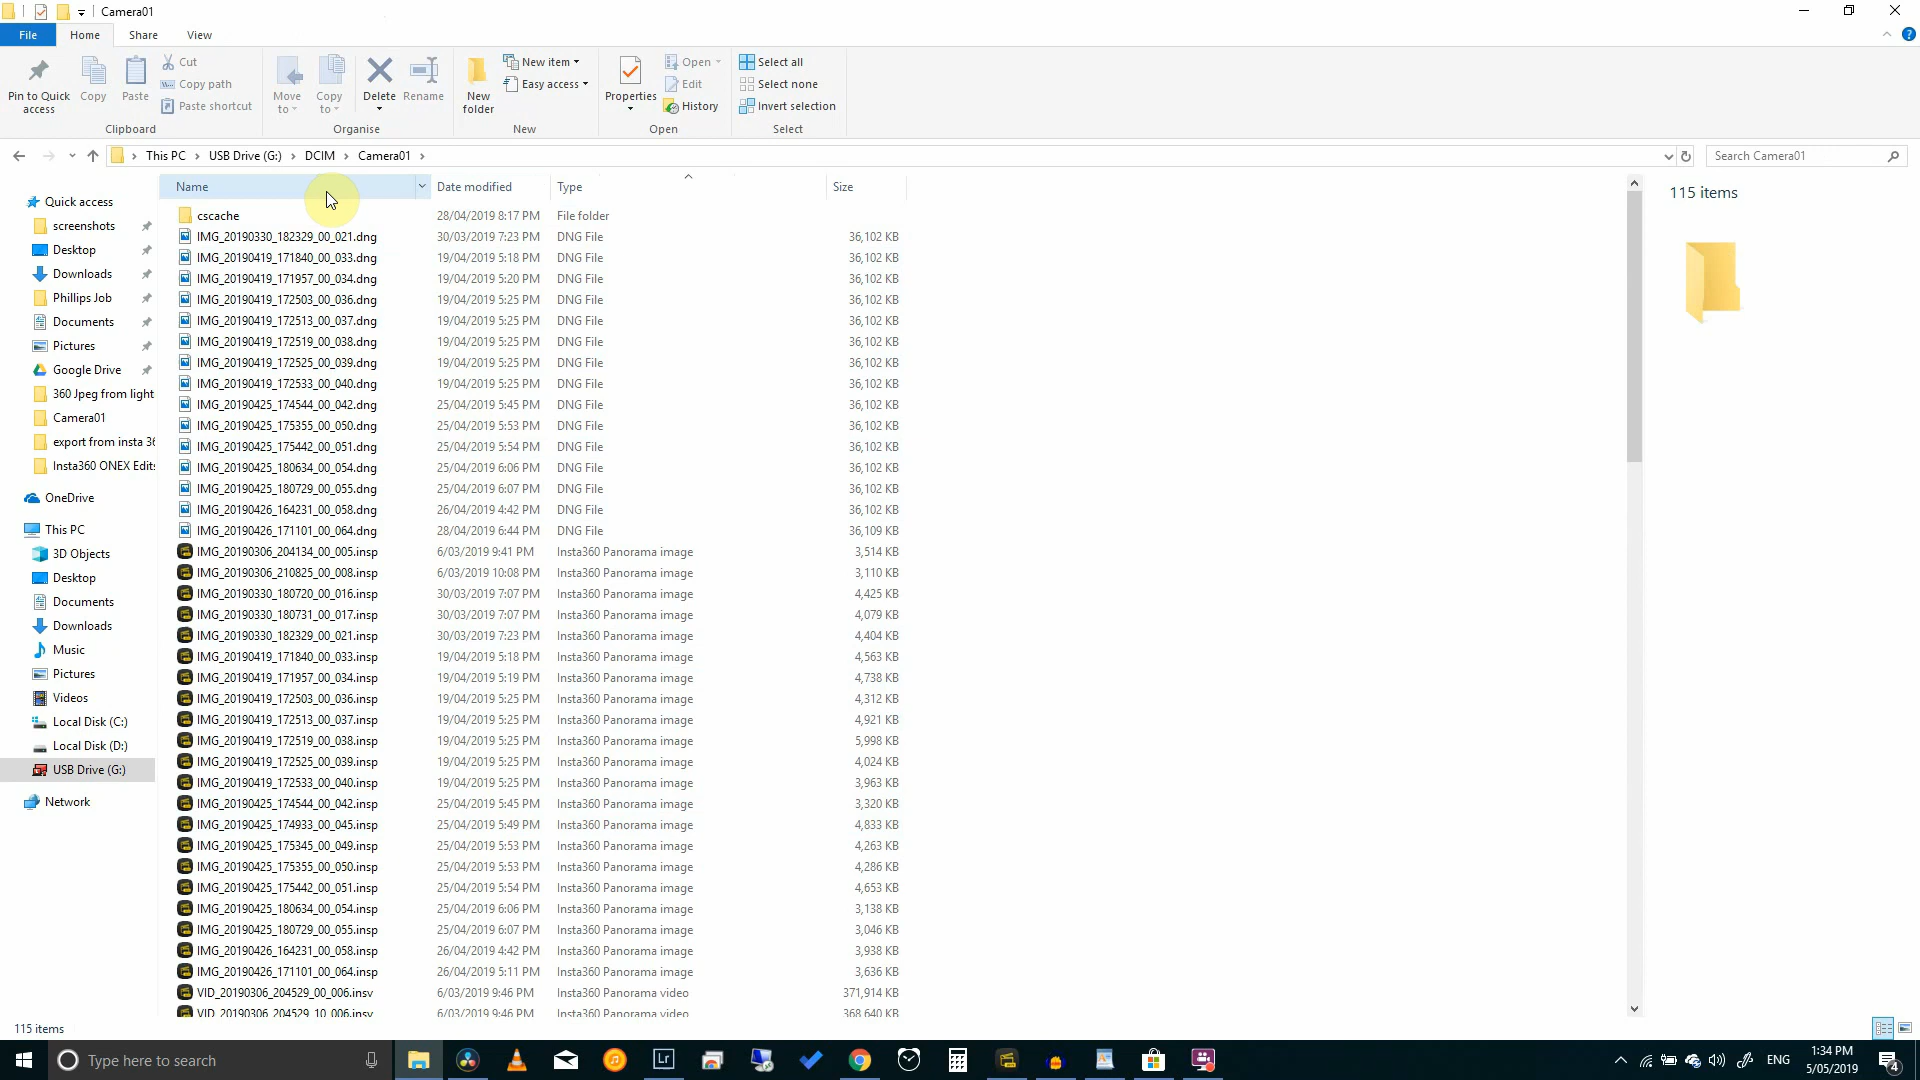 Camera01
File Home Share View
Pin to Quick access
Copy
Paste
Cut
Copy path
Paste shortcut
Clipboard
Move to
Copy to
Delete
Rename
Organise
New folder
New item
Easy access
New
Properties
Open
Edit
History
Open
Select all
Select none
Invert selection
Select
This PC > USB Drive (G:) > DCIM > Camera01 >
Search Camera01
Quick access
screenshots
Desktop
Downloads
Phillips Job
Documents
Pictures
Google Drive
360 Jpeg from light
Camera01
export from insta 36
Insta360 ONEX Edits
OneDrive
This PC
3D Objects
Desktop
Documents
Downloads
Music
Pictures
Videos
Local Disk (C:)
Local Disk (D:)
USB Drive (G:)
Network
Name Date modified Type Size
cscache 28/04/2019 8:17 PM File folder
IMG_20190330_182329_00_021.dng 30/03/2019 7:23 PM DNG File 36,102 KB
IMG_20190419_171840_00_033.dng 19/04/2019 5:18 PM DNG File 36,102 KB
IMG_20190419_171957_00_034.dng 19/04/2019 5:20 PM DNG File 36,102 KB
IMG_20190419_172503_00_036.dng 19/04/2019 5:25 PM DNG File 36,102 KB
IMG_20190419_172513_00_037.dng 19/04/2019 5:25 PM DNG File 36,102 KB
IMG_20190419_172519_00_038.dng 19/04/2019 5:25 PM DNG File 36,102 KB
IMG_20190419_172525_00_039.dng 19/04/2019 5:25 PM DNG File 36,102 KB
IMG_20190419_172533_00_040.dng 19/04/2019 5:25 PM DNG File 36,102 KB
IMG_20190425_174544_00_042.dng 25/04/2019 5:45 PM DNG File 36,102 KB
IMG_20190425_175355_00_050.dng 25/04/2019 5:53 PM DNG File 36,102 KB
IMG_20190425_175442_00_051.dng 25/04/2019 5:54 PM DNG File 36,102 KB
IMG_20190425_180634_00_054.dng 25/04/2019 6:06 PM DNG File 36,102 KB
IMG_20190425_180729_00_055.dng 25/04/2019 6:07 PM DNG File 36,102 KB
IMG_20190426_164231_00_058.dng 26/04/2019 4:42 PM DNG File 36,102 KB
IMG_20190426_171101_00_064.dng 28/04/2019 6:44 PM DNG File 36,109 KB
IMG_20190306_204134_00_005.insp 6/03/2019 9:41 PM Insta360 Panorama image 3,514 KB
IMG_20190306_210825_00_008.insp 6/03/2019 10:08 PM Insta360 Panorama image 3,110 KB
IMG_20190330_180720_00_016.insp 30/03/2019 7:07 PM Insta360 Panorama image 4,425 KB
IMG_20190330_180731_00_017.insp 30/03/2019 7:07 PM Insta360 Panorama image 4,079 KB
IMG_20190330_182329_00_021.insp 30/03/2019 7:23 PM Insta360 Panorama image 4,404 KB
IMG_20190419_171840_00_033.insp 19/04/2019 5:18 PM Insta360 Panorama image 4,563 KB
IMG_20190419_171957_00_034.insp 19/04/2019 5:19 PM Insta360 Panorama image 4,738 KB
IMG_20190419_172503_00_036.insp 19/04/2019 5:25 PM Insta360 Panorama image 4,312 KB
IMG_20190419_172513_00_037.insp 19/04/2019 5:25 PM Insta360 Panorama image 4,921 KB
IMG_20190419_172519_00_038.insp 19/04/2019 5:25 PM Insta360 Panorama image 5,998 KB
IMG_20190419_172525_00_039.insp 19/04/2019 5:25 PM Insta360 Panorama image 4,024 KB
IMG_20190419_172533_00_040.insp 19/04/2019 5:25 PM Insta360 Panorama image 3,963 KB
IMG_20190425_174544_00_042.insp 25/04/2019 5:45 PM Insta360 Panorama image 3,320 KB
IMG_20190425_174933_00_045.insp 25/04/2019 5:49 PM Insta360 Panorama image 4,833 KB
IMG_20190425_175345_00_049.insp 25/04/2019 5:53 PM Insta360 Panorama image 4,263 KB
IMG_20190425_175355_00_050.insp 25/04/2019 5:53 PM Insta360 Panorama image 4,286 KB
IMG_20190425_175442_00_051.insp 25/04/2019 5:54 PM Insta360 Panorama image 4,653 KB
IMG_20190425_180634_00_054.insp 25/04/2019 6:06 PM Insta360 Panorama image 3,138 KB
IMG_20190425_180729_00_055.insp 25/04/2019 6:07 PM Insta360 Panorama image 3,046 KB
IMG_20190426_164231_00_058.insp 26/04/2019 4:42 PM Insta360 Panorama image 3,938 KB
IMG_20190426_171101_00_064.insp 26/04/2019 5:11 PM Insta360 Panorama image 3,636 KB
VID_20190306_204529_00_006.insv 6/03/2019 9:46 PM Insta360 Panorama video 371,914 KB
VID_20190306_204529_10_006.insv 6/03/2019 9:46 PM Insta360 Panorama video 368,640 KB
115 items
115 items
Type here to search
Lr
ENG
1:34 PM
5/05/2019
4